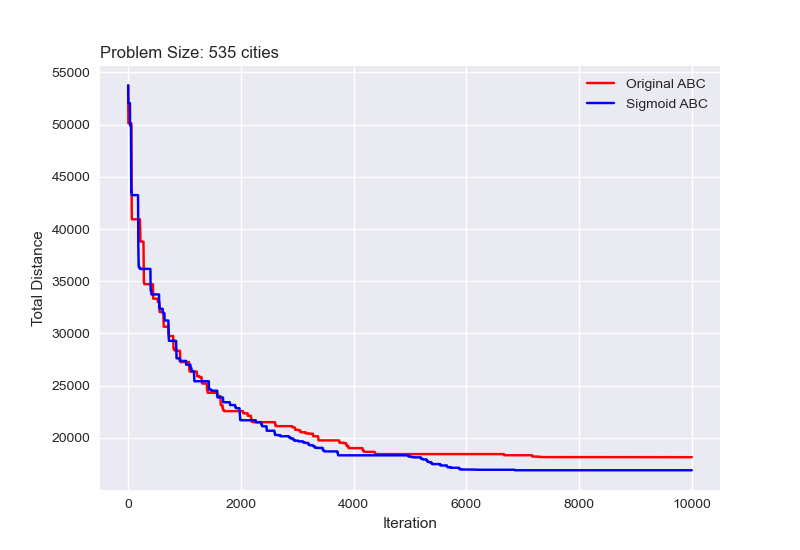 Problem Size: 535 cities
55000
50000
45000
40000
35000
30000
25000
20000
Total Distance
Original ABC
Sigmoid ABC
0 2000 4000 6000 8000 10000
Iteration